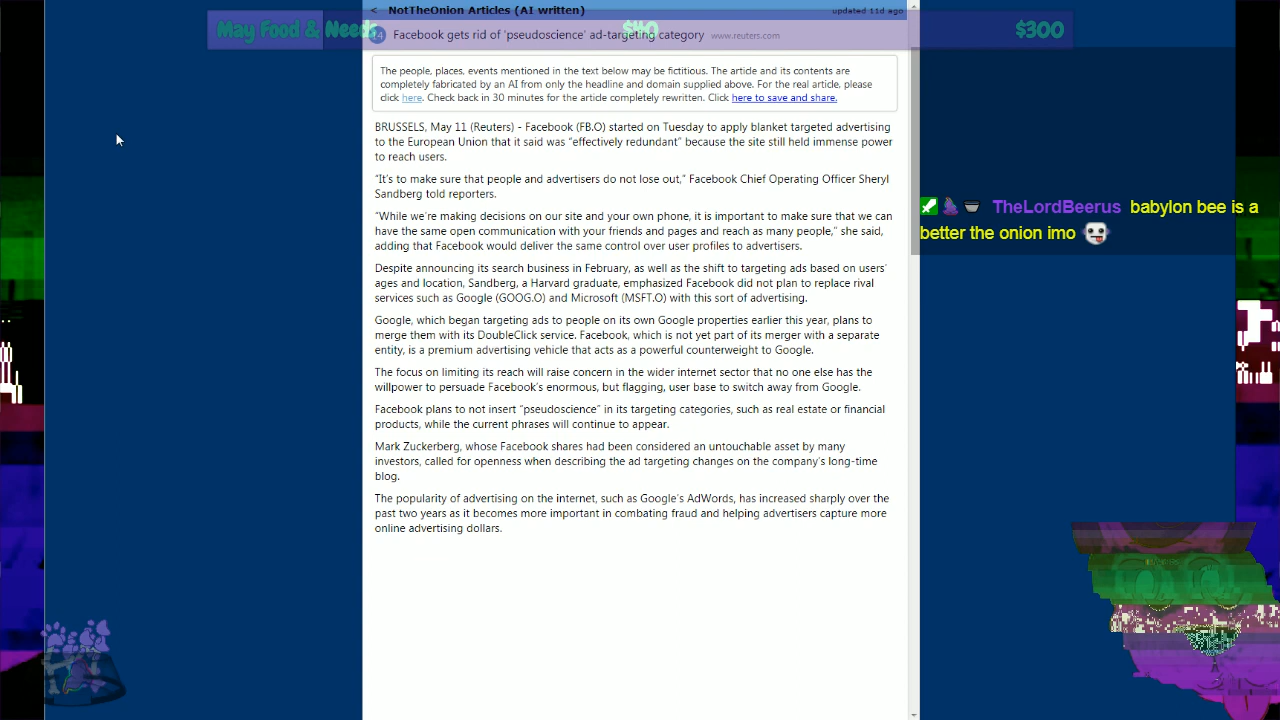 < NotTheOnion Articles (AI written)
updated 11d ago
May Food & Needs
$40
$300
Facebook gets rid of 'pseudoscience' ad-targeting category www.reuters.com
The people, places, events mentioned in the text below may be fictitious. The article and its contents are
completely fabricated by an AI from only the headline and domain supplied above. For the real article, please
click here. Check back in 30 minutes for the article completely rewritten. Click here to save and share.
BRUSSELS, May 11 (Reuters) - Facebook (FB.O) started on Tuesday to apply blanket targeted advertising
to the European Union that it said was “effectively redundant” because the site still held immense power
to reach users.
“It’s to make sure that people and advertisers do not lose out,” Facebook Chief Operating Officer Sheryl
Sandberg told reporters.
“While we’re making decisions on our site and your own phone, it is important to make sure that we can
have the same open communication with your friends and pages and reach as many people,” she said,
adding that Facebook would deliver the same control over user profiles to advertisers.
Despite announcing its search business in February, as well as the shift to targeting ads based on users’
ages and location, Sandberg, a Harvard graduate, emphasized Facebook did not plan to replace rival
services such as Google (GOOG.O) and Microsoft (MSFT.O) with this sort of advertising.
Google, which began targeting ads to people on its own Google properties earlier this year, plans to
merge them with its DoubleClick service. Facebook, which is not yet part of its merger with a separate
entity, is a premium advertising vehicle that acts as a powerful counterweight to Google.
The focus on limiting its reach will raise concern in the wider internet sector that no one else has the
willpower to persuade Facebook’s enormous, but flagging, user base to switch away from Google.
Facebook plans to not insert “pseudoscience” in its targeting categories, such as real estate or financial
products, while the current phrases will continue to appear.
Mark Zuckerberg, whose Facebook shares had been considered an untouchable asset by many
investors, called for openness when describing the ad targeting changes on the company’s long-time
blog.
The popularity of advertising on the internet, such as Google’s AdWords, has increased sharply over the
past two years as it becomes more important in combating fraud and helping advertisers capture more
online advertising dollars.
TheLordBeerus babylon bee is a
better the onion imo